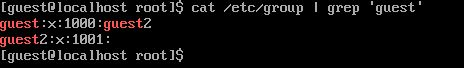 [guest@localhost root]$ cat /etc/group | grep 'guest'
guest:x:1000:guest2
guest2:x:1001:
[guest@localhost root]$